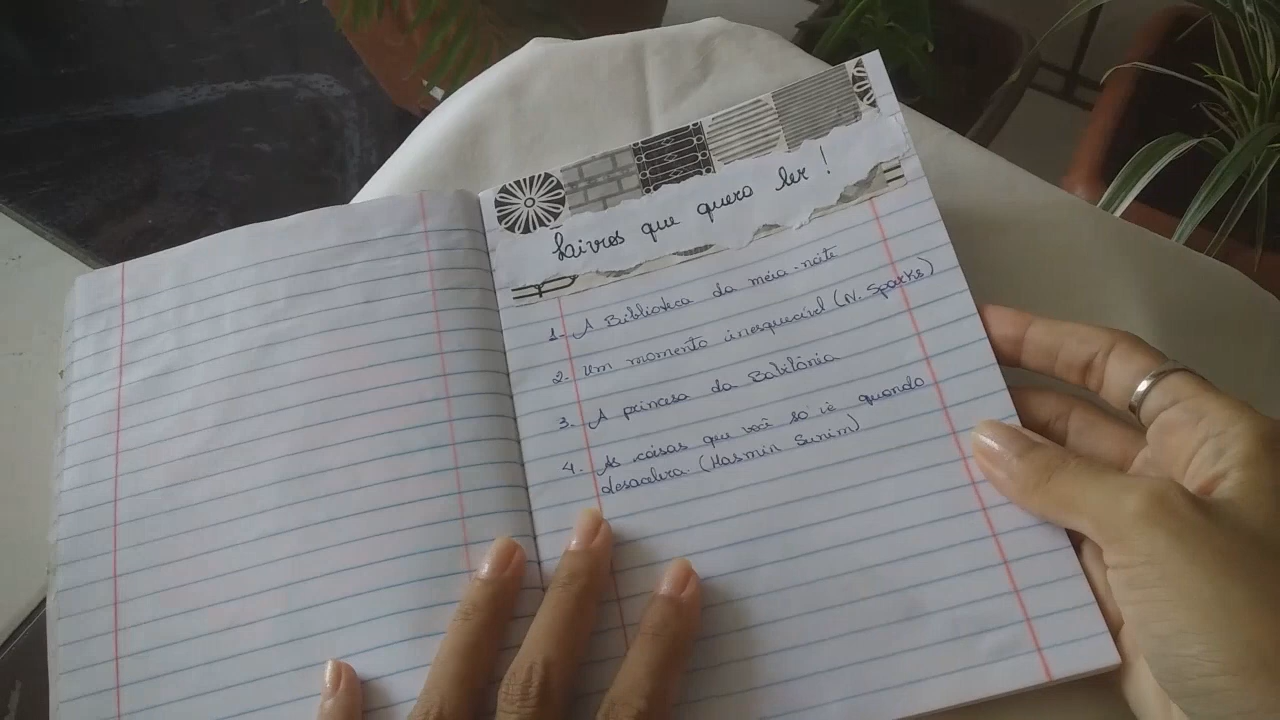 Livros que quero ler!
1. A Biblioteca da meia-noite
2. Um momento inesquecível (N. Sparks)
3. A princesa da Babilônia
4. As coisas que você só vê quando
desacelera. (Hasmin Sunim)